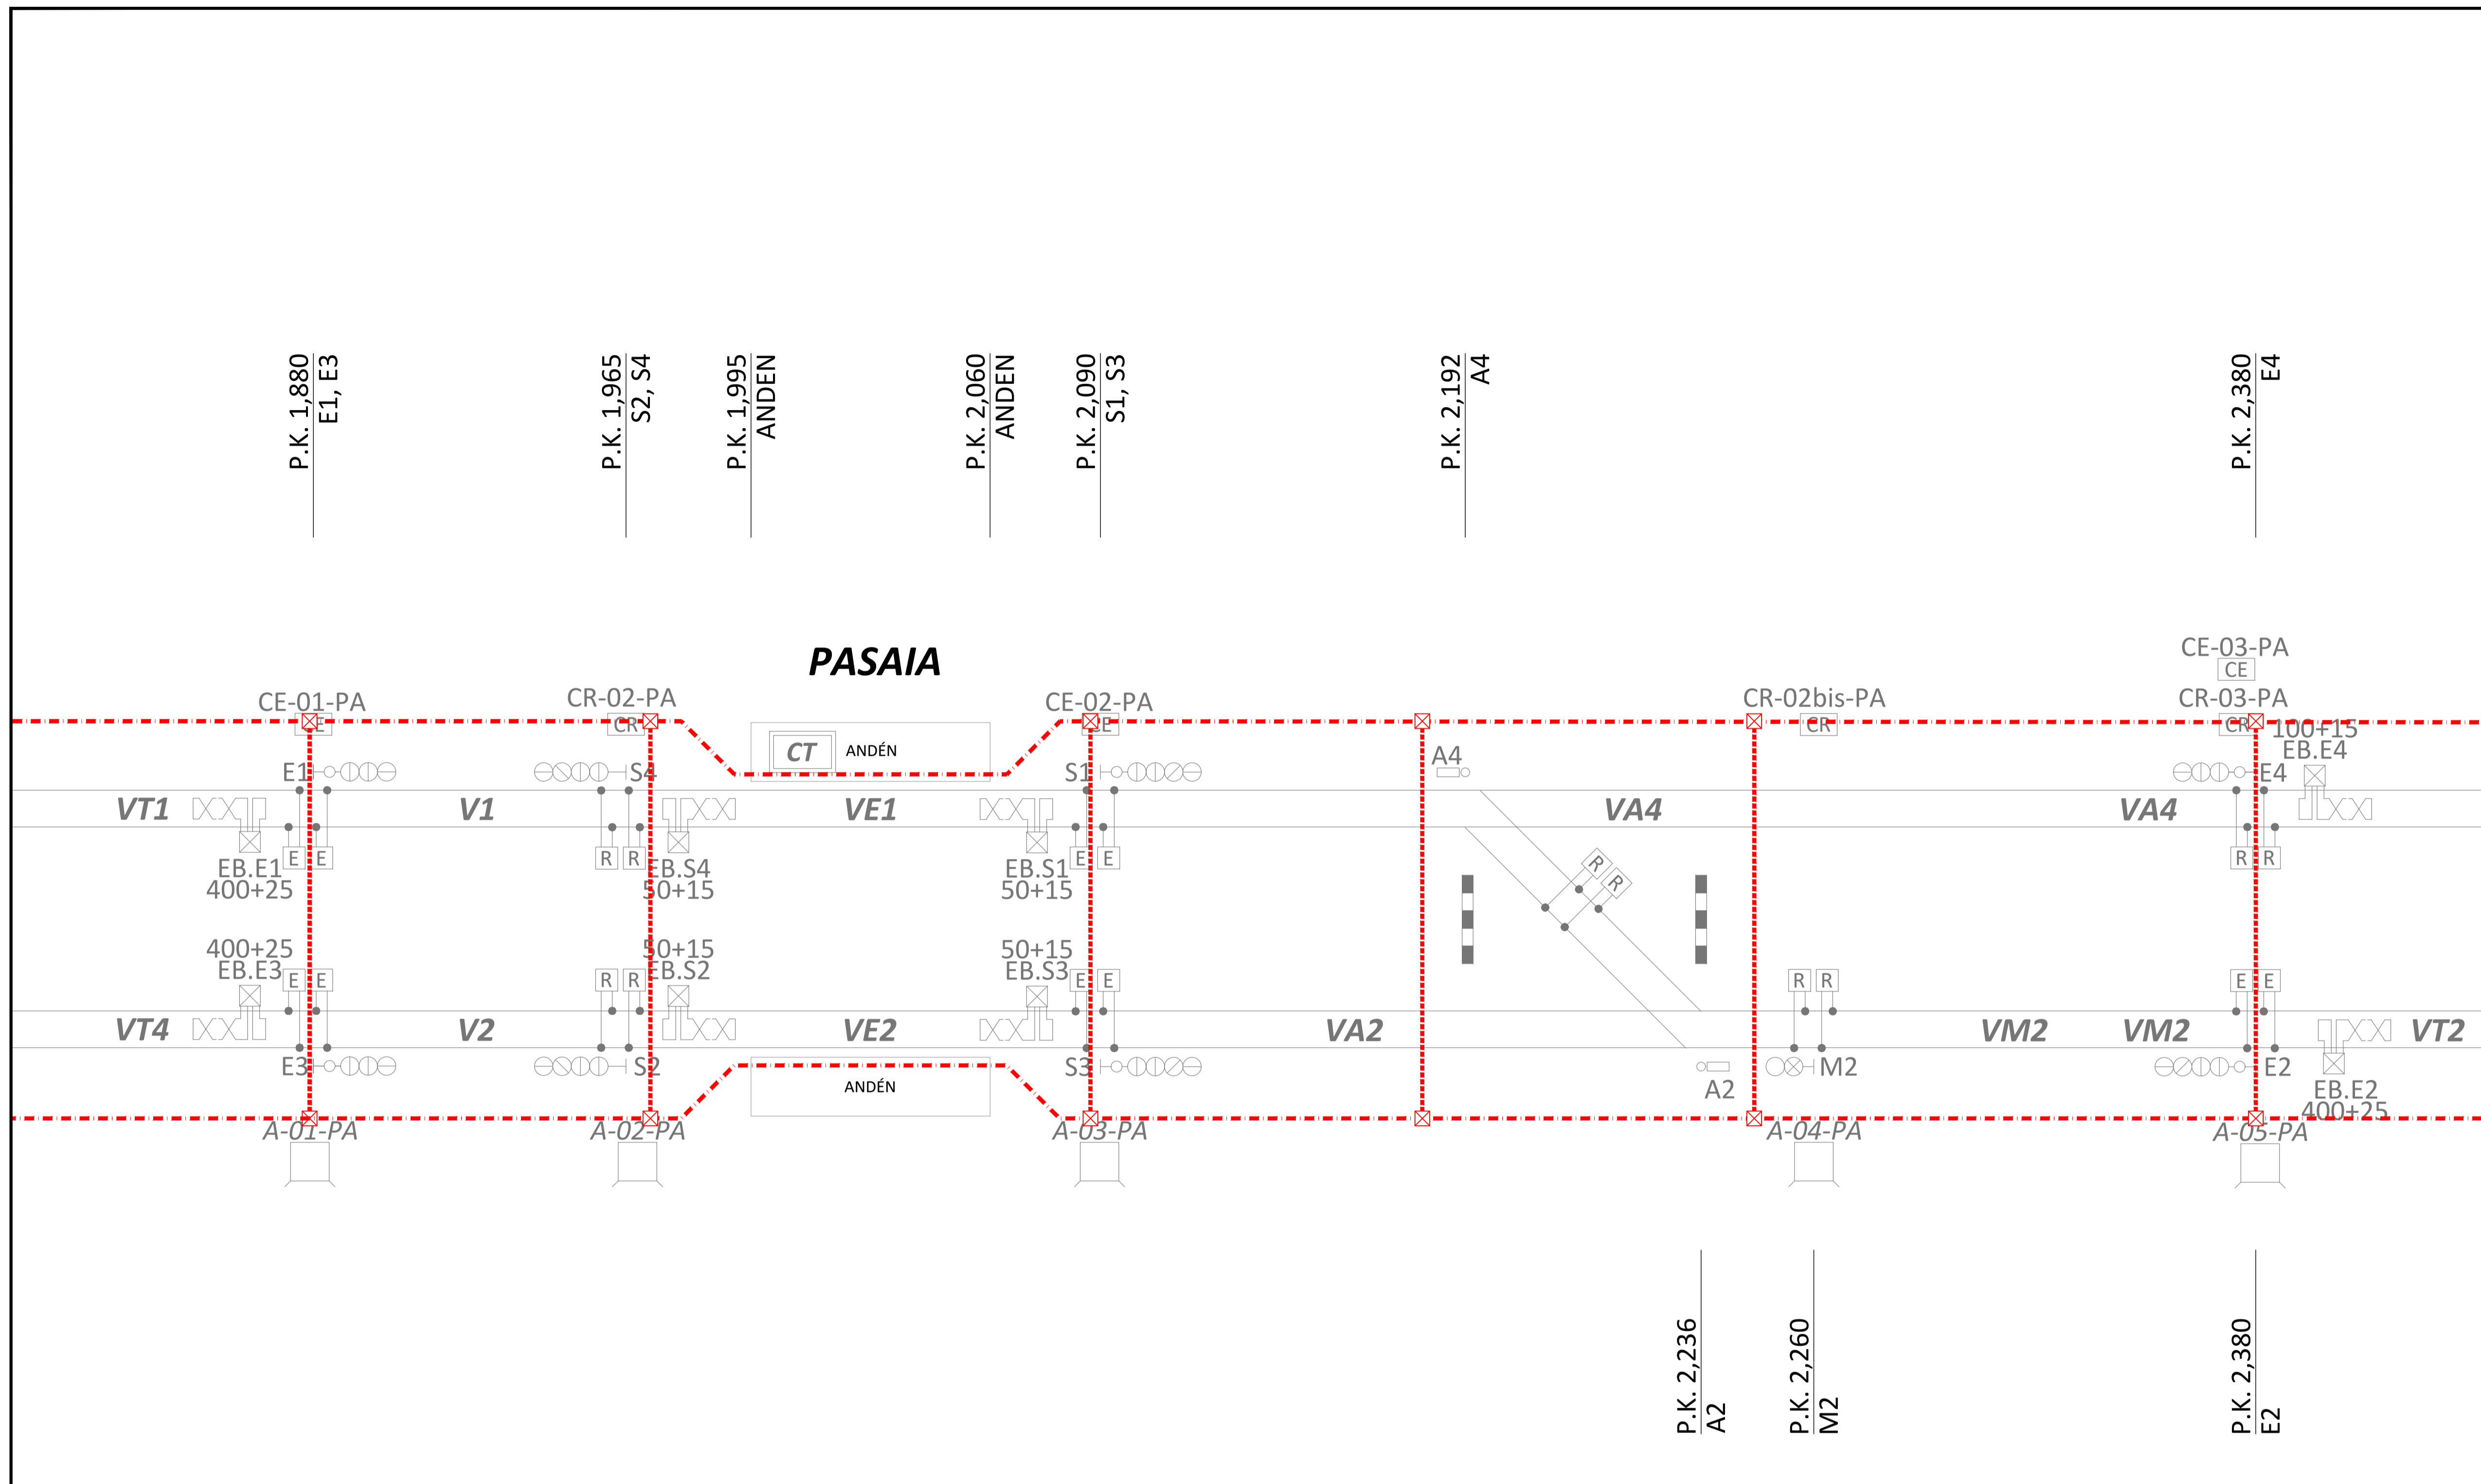 P.K. 1,880
E1, E3
P.K. 1,965
S2, S4
P.K. 1,995
ANDEN
P.K. 2,060
ANDEN
P.K. 2,090
S1, S3
P.K. 2,192
A4
P.K. 2,380
E4
PASAIA
CE-03-PA
CE
CE-01-PA
CR-02-PA
CE-02-PA
CR-02bis-PA
CR-03-PA
CE
CR
CE
CR
CR
100+15
EB.E4
CT
ANDÉN
A4
E1
S4
S1
E4
VT1
V1
VE1
VA4
VA4
E
E
R
R
E
E
R
R
R
R
EB.E1
400+25
EB.S4
50+15
EB.S1
50+15
400+25
EB.E3
50+15
EB.S2
50+15
EB.S3
E
E
R
R
E
E
R
R
E
E
VT4
V2
VE2
VA2
VM2
VM2
VT2
E3
S2
S3
A2
M2
E2
ANDÉN
EB.E2
400+25
A-01-PA
A-02-PA
A-03-PA
A-04-PA
A-05-PA
P.K. 2,236
A2
P.K. 2,260
M2
P.K. 2,380
E2